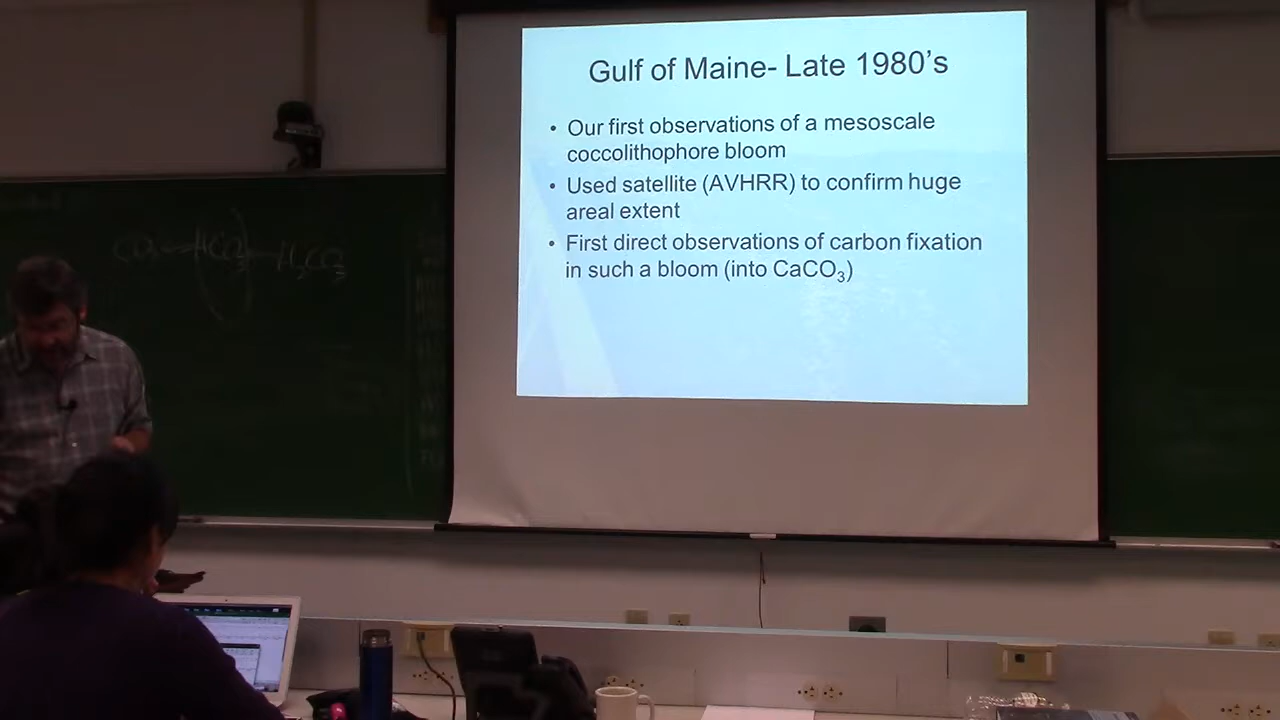 Gulf of Maine- Late 1980's
• Our first observations of a mesoscale
coccolithophore bloom
• Used satellite (AVHRR) to confirm huge
areal extent
• First direct observations of carbon fixation
in such a bloom (into CaCO₃)